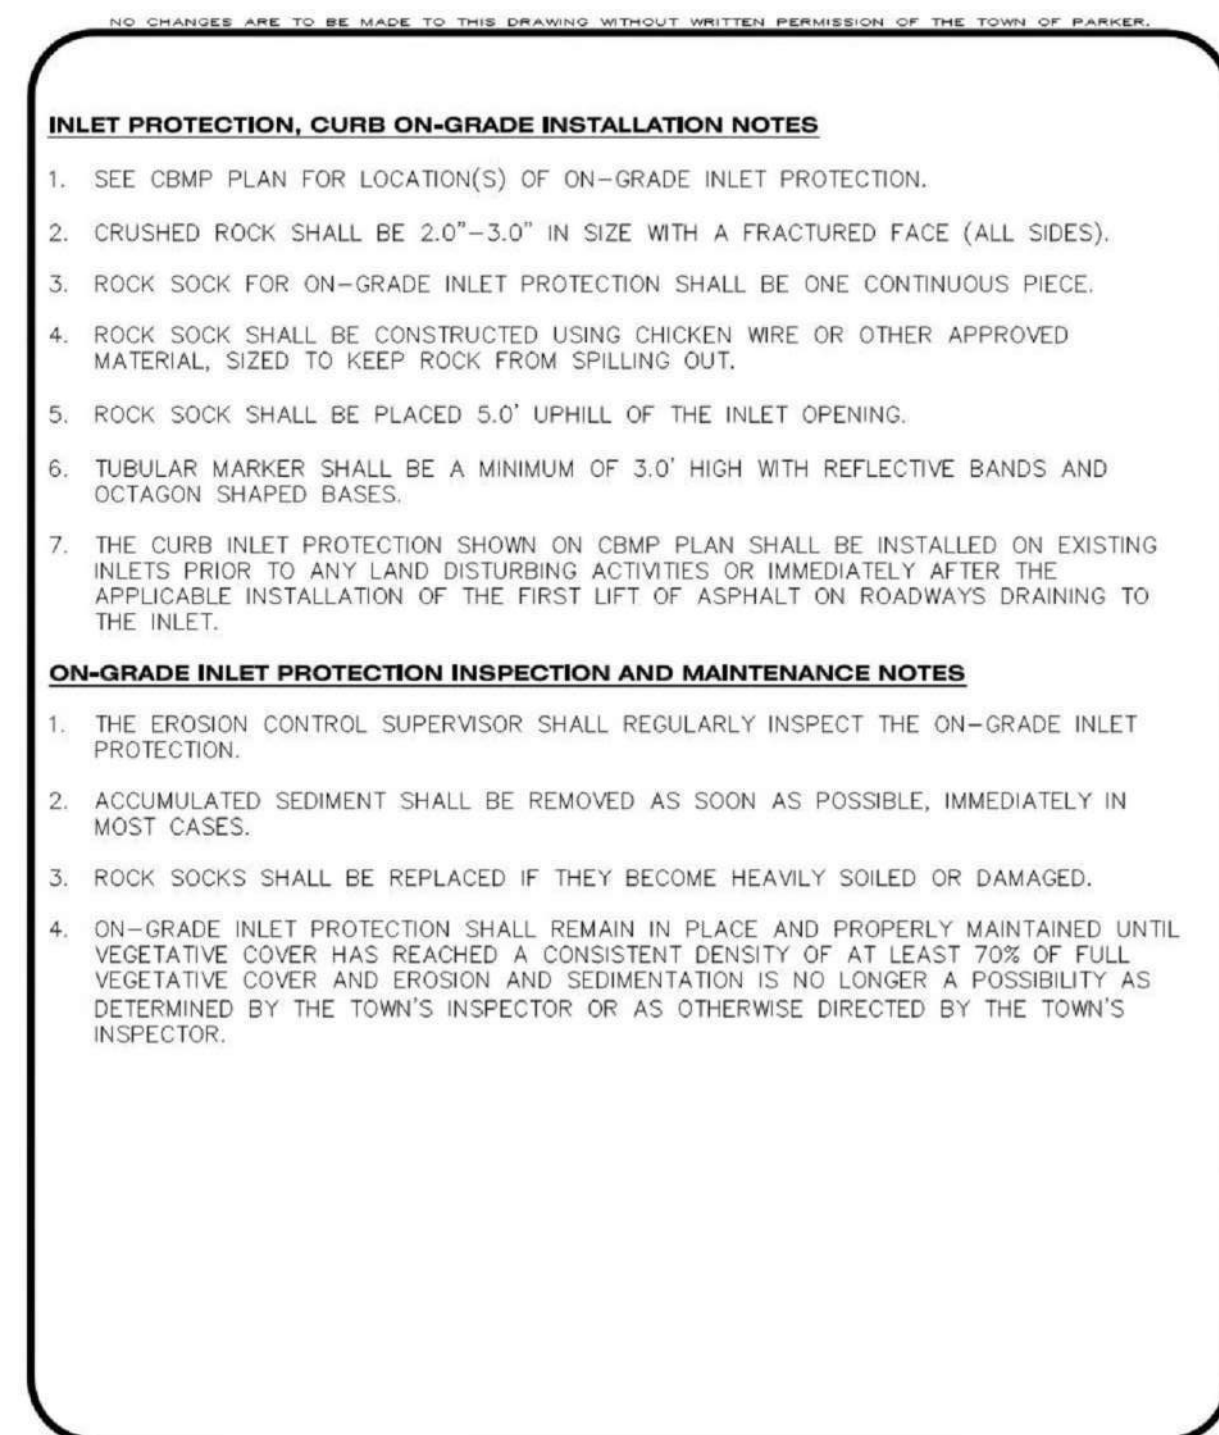 NO CHANGES ARE TO BE MADE TO THIS DRAWING WITHOUT WRITTEN PERMISSION OF THE TOWN OF PARKER.
INLET PROTECTION, CURB ON-GRADE INSTALLATION NOTES
1. SEE CBMP PLAN FOR LOCATION(S) OF ON-GRADE INLET PROTECTION.
2. CRUSHED ROCK SHALL BE 2.0"-3.0" IN SIZE WITH A FRACTURED FACE (ALL SIDES).
3. ROCK SOCK FOR ON-GRADE INLET PROTECTION SHALL BE ONE CONTINUOUS PIECE.
4. ROCK SOCK SHALL BE CONSTRUCTED USING CHICKEN WIRE OR OTHER APPROVED
MATERIAL, SIZED TO KEEP ROCK FROM SPILLING OUT.
5. ROCK SOCK SHALL BE PLACED 5.0' UPHILL OF THE INLET OPENING.
6. TUBULAR MARKER SHALL BE A MINIMUM OF 3.0' HIGH WITH REFLECTIVE BANDS AND
OCTAGON SHAPED BASES.
7. THE CURB INLET PROTECTION SHOWN ON CBMP PLAN SHALL BE INSTALLED ON EXISTING
INLETS PRIOR TO ANY LAND DISTURBING ACTIVITIES OR IMMEDIATELY AFTER THE
APPLICABLE INSTALLATION OF THE FIRST LIFT OF ASPHALT ON ROADWAYS DRAINING TO
THE INLET.
ON-GRADE INLET PROTECTION INSPECTION AND MAINTENANCE NOTES
1. THE EROSION CONTROL SUPERVISOR SHALL REGULARLY INSPECT THE ON-GRADE INLET
PROTECTION.
2. ACCUMULATED SEDIMENT SHALL BE REMOVED AS SOON AS POSSIBLE, IMMEDIATELY IN
MOST CASES.
3. ROCK SOCKS SHALL BE REPLACED IF THEY BECOME HEAVILY SOILED OR DAMAGED.
4. ON-GRADE INLET PROTECTION SHALL REMAIN IN PLACE AND PROPERLY MAINTAINED UNTIL
VEGETATIVE COVER HAS REACHED A CONSISTENT DENSITY OF AT LEAST 70% OF FULL
VEGETATIVE COVER AND EROSION AND SEDIMENTATION IS NO LONGER A POSSIBILITY AS
DETERMINED BY THE TOWN'S INSPECTOR OR AS OTHERWISE DIRECTED BY THE TOWN'S
INSPECTOR.